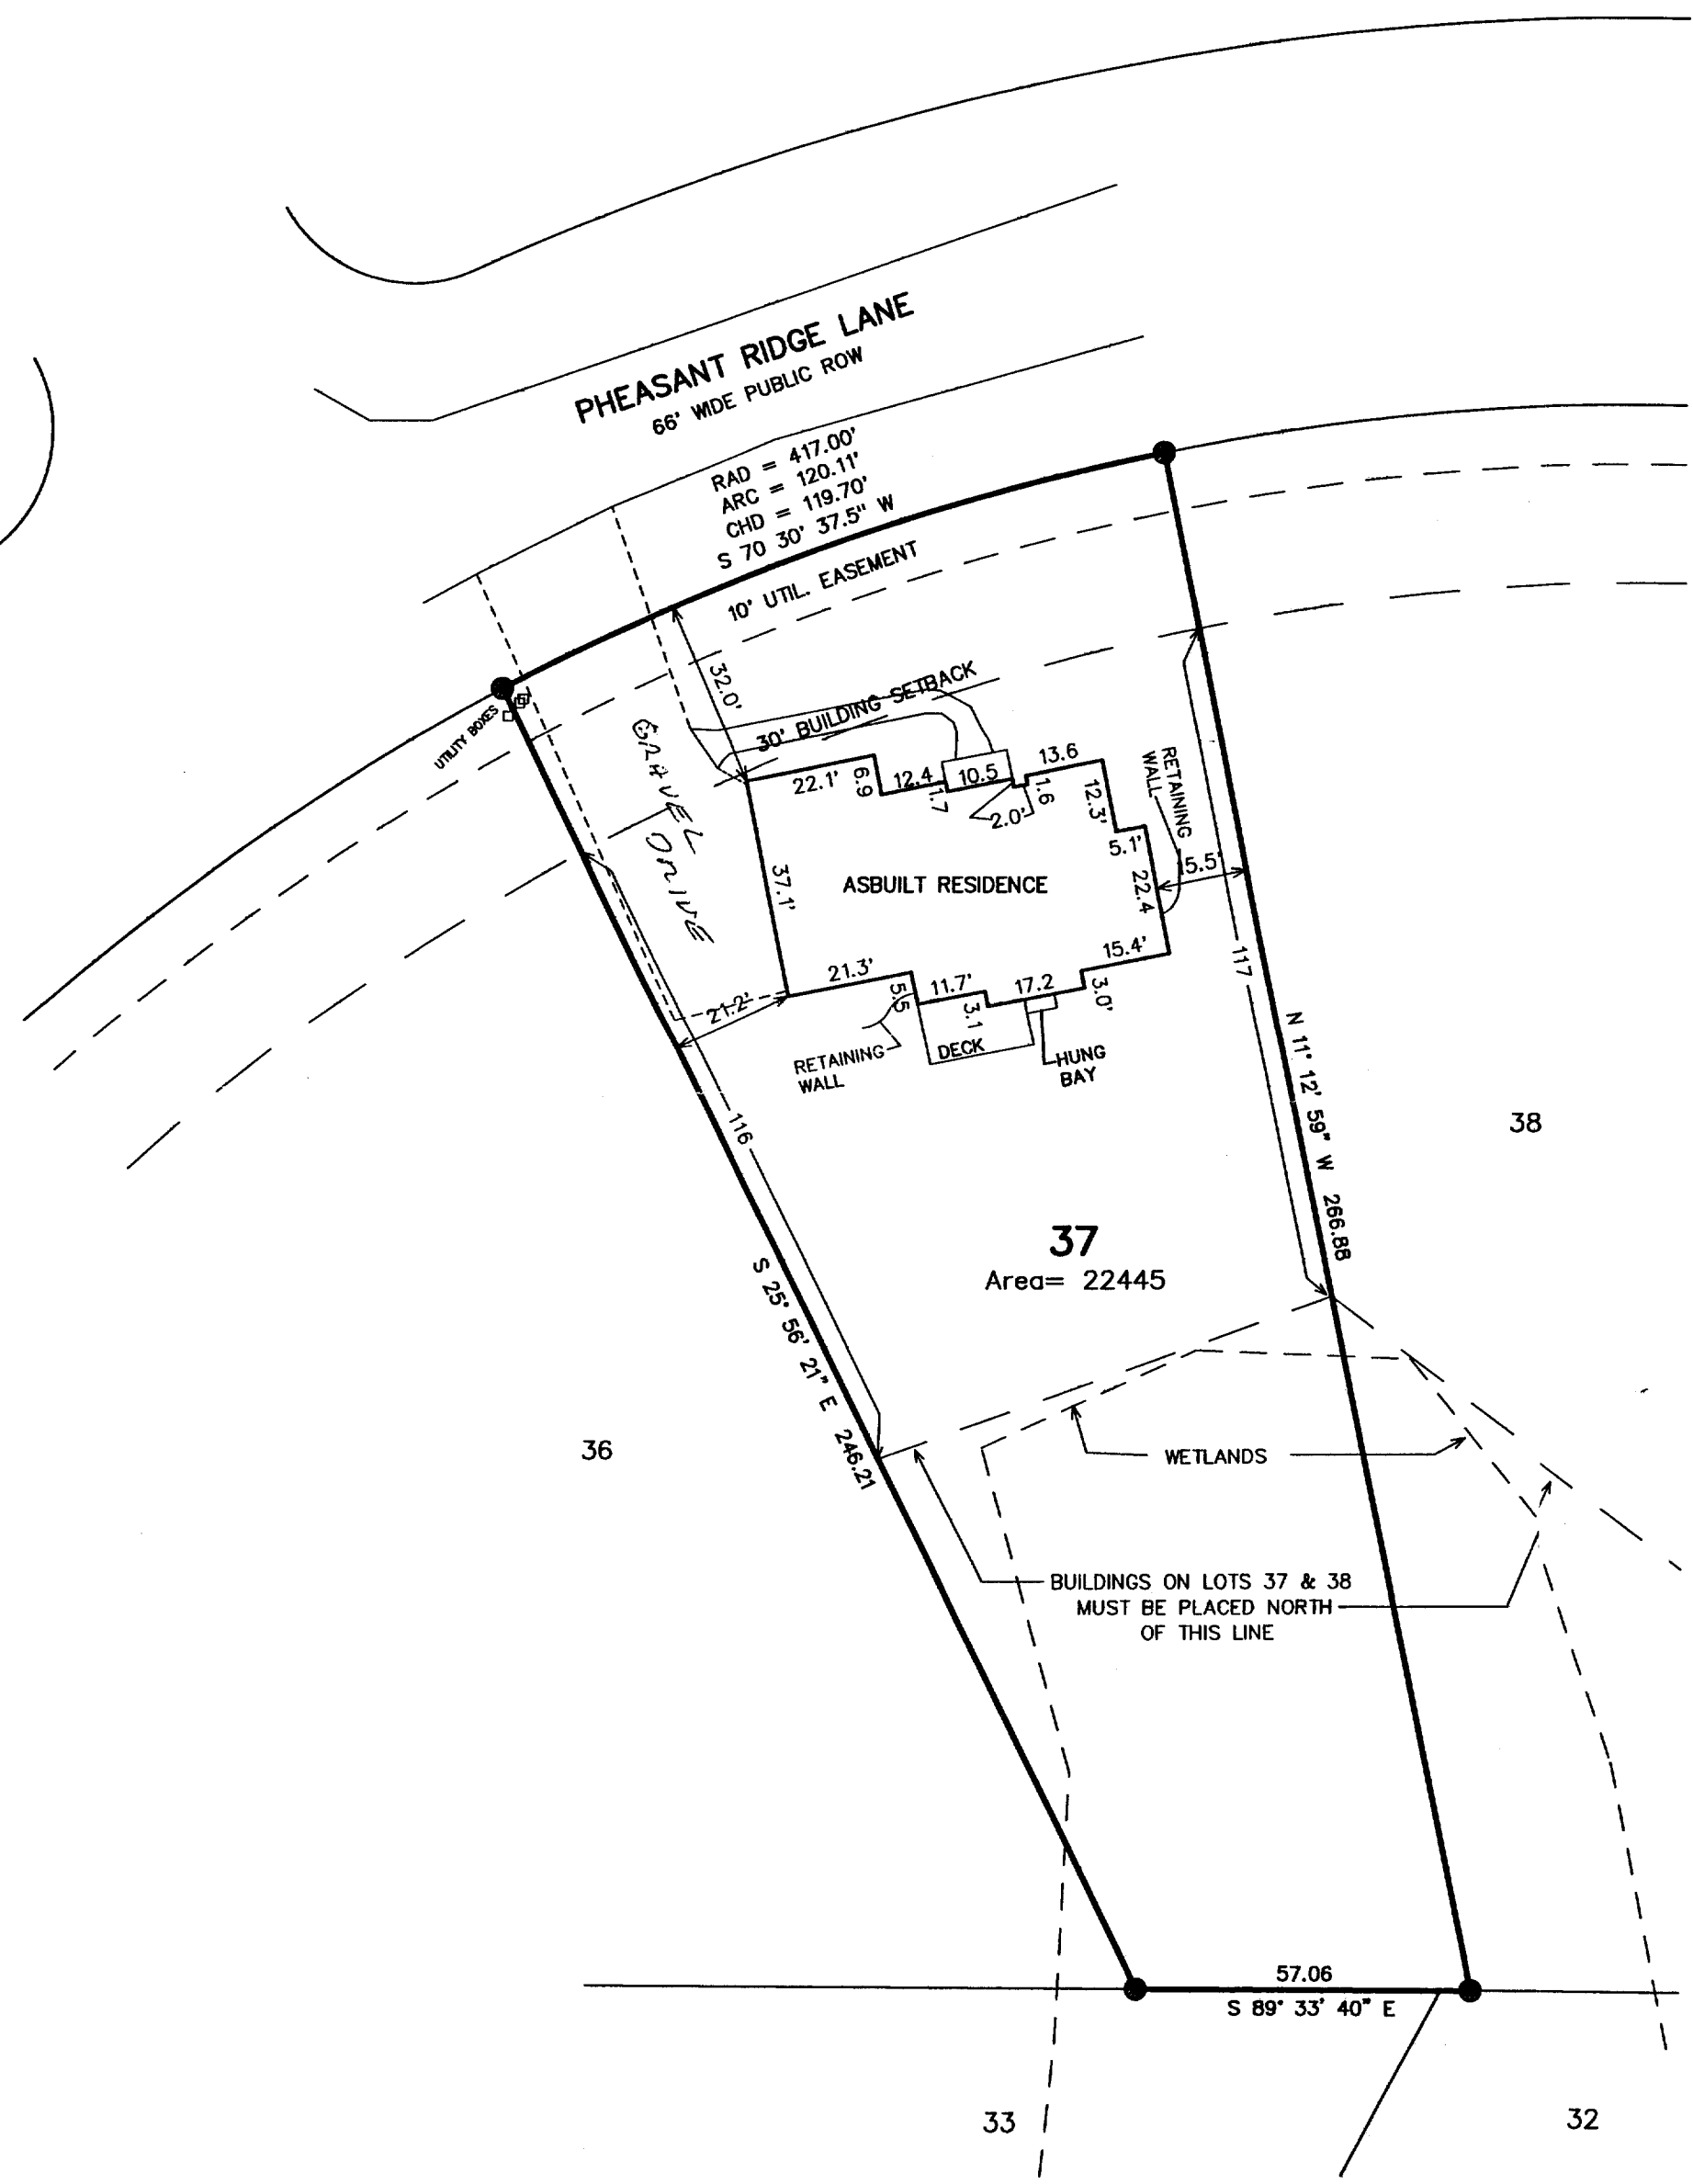 PHEASANT RIDGE LANE
66' WIDE PUBLIC ROW
RAD = 417.00'
ARC = 120.11'
CHD = 119.70'
S 70 30' 37.5" W
10' UTIL. EASEMENT
UTILITY BOXES
32.0'
30' BUILDING SETBACK
GRAVEL
DRIVE
22.1'
6.9
12.4
1.7
10.5
2.0'
1.6
13.6
12.3'
5.1'
RETAINING
WALL
22.4
15.5'
37.1'
ASBUILT RESIDENCE
15.4'
21.3'
5.5
11.7'
3.1
17.2
3.0'
21.2'
RETAINING
WALL
DECK
HUNG
BAY
117
N 11° 12' 59" W 266.88
116
S 25° 56' 21" E 246.21
38
37
Area= 22445
36
WETLANDS
BUILDINGS ON LOTS 37 & 38
MUST BE PLACED NORTH
OF THIS LINE
57.06
S 89° 33' 40" E
33
32